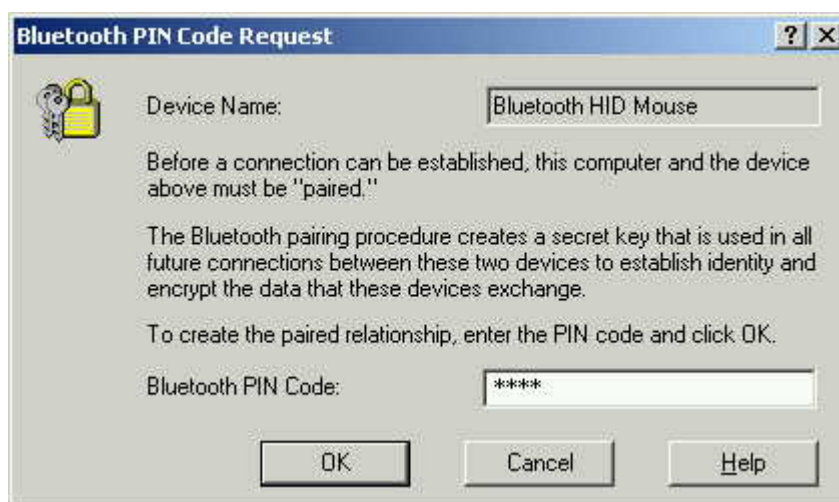 Bluetooth PIN Code Request
Device Name: Bluetooth HID Mouse
Before a connection can be established, this computer and the device
above must be "paired."
The Bluetooth pairing procedure creates a secret key that is used in all
future connections between these two devices to establish identity and
encrypt the data that these devices exchange.
To create the paired relationship, enter the PIN code and click OK.
Bluetooth PIN Code: ****
OK Cancel Help